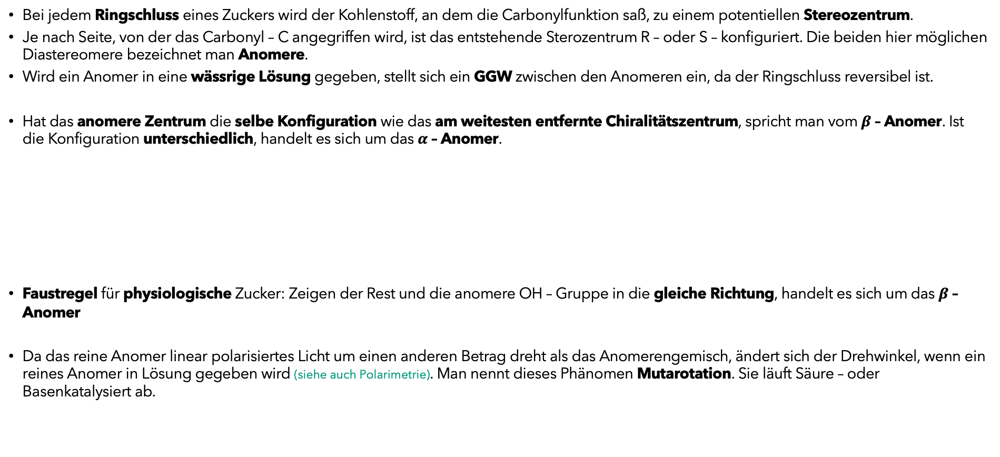 • Bei jedem Ringschluss eines Zuckers wird der Kohlenstoff, an dem die Carbonylfunktion saß, zu einem potentiellen Stereozentrum.
• Je nach Seite, von der das Carbonyl – C angegriffen wird, ist das entstehende Sterozentrum R – oder S – konfiguriert. Die beiden hier möglichen
Diastereomere bezeichnet man Anomere.
• Wird ein Anomer in eine wässrige Lösung gegeben, stellt sich ein GGW zwischen den Anomeren ein, da der Ringschluss reversibel ist.
• Hat das anomere Zentrum die selbe Konfiguration wie das am weitesten entfernte Chiralitätszentrum, spricht man vom β – Anomer. Ist
die Konfiguration unterschiedlich, handelt es sich um das α – Anomer.
• Faustregel für physiologische Zucker: Zeigen der Rest und die anomere OH – Gruppe in die gleiche Richtung, handelt es sich um das β –
Anomer
• Da das reine Anomer linear polarisiertes Licht um einen anderen Betrag dreht als das Anomerengemisch, ändert sich der Drehwinkel, wenn ein
reines Anomer in Lösung gegeben wird (siehe auch Polarimetrie). Man nennt dieses Phänomen Mutarotation. Sie läuft Säure – oder
Basenkatalysiert ab.